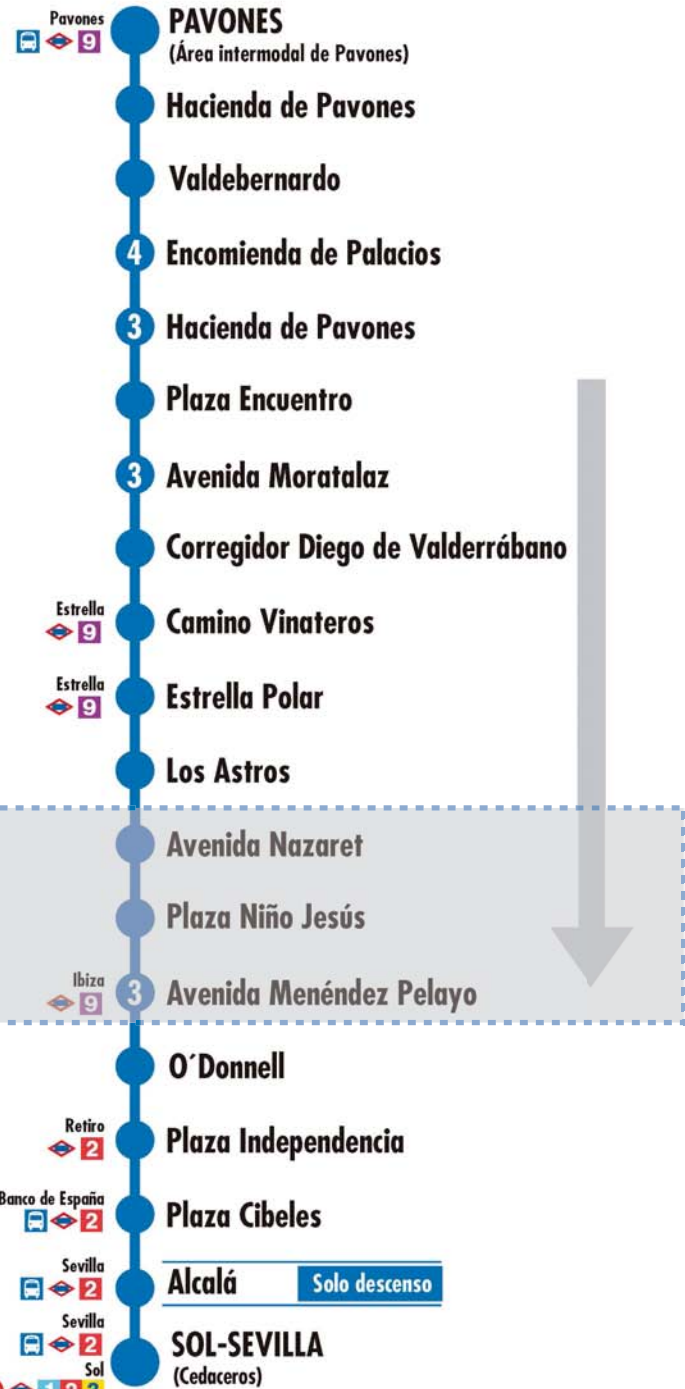 Pavones
9
PAVONES
(Área intermodal de Pavones)
Hacienda de Pavones
Valdebernardo
4 Encomienda de Palacios
3 Hacienda de Pavones
Plaza Encuentro
3 Avenida Moratalaz
Corregidor Diego de Valderrábano
Estrella
9
Camino Vinateros
Estrella
9
Estrella Polar
Los Astros
Avenida Nazaret
Plaza Niño Jesús
Ibiza
9
3 Avenida Menéndez Pelayo
O´Donnell
Retiro
2
Plaza Independencia
Banco de España
2
Plaza Cibeles
Sevilla
2
Alcalá Solo descenso
Sevilla
2
SOL-SEVILLA
(Cedaceros)
Sol
1 2 3